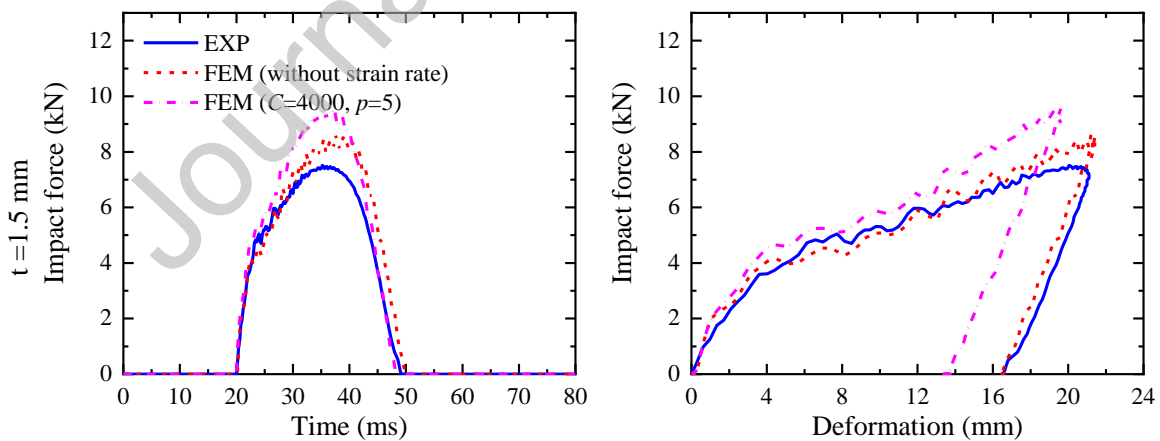 Journa
t =1.5 mm
Impact force (kN)
12
10
8
6
4
2
0
EXP
FEM (without strain rate)
FEM (C=4000, p=5)
0 10 20 30 40 50 60 70 80
Time (ms)
Impact force (kN)
12
10
8
6
4
2
0
0 4 8 12 16 20 24
Deformation (mm)